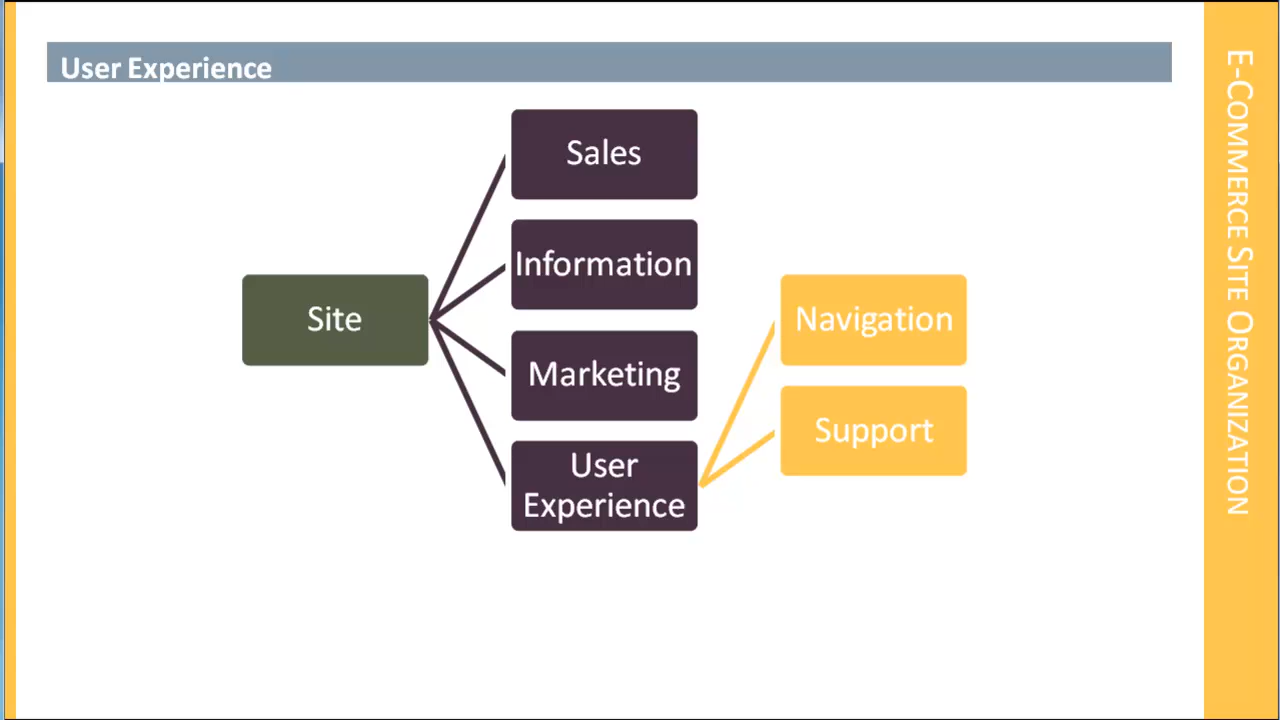 User Experience
Sales
Information
Site
Marketing
User
Experience
Navigation
Support
E-COMMERCE SITE ORGANIZATION